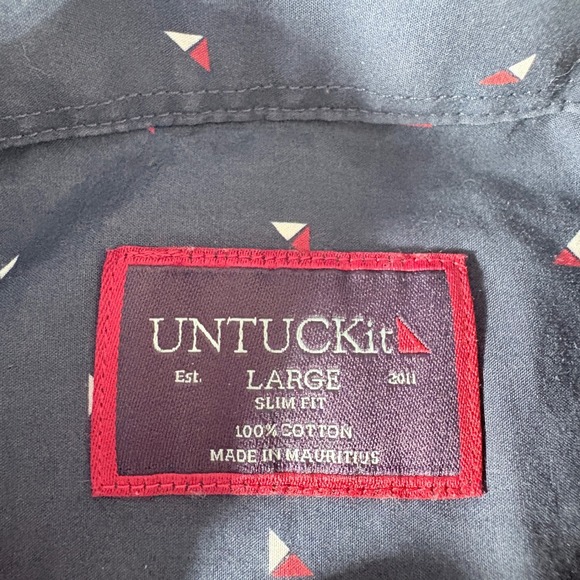 UNTUCKit
Est. LARGE 2011
SLIM FIT
100% COTTON
MADE IN MAURITIUS